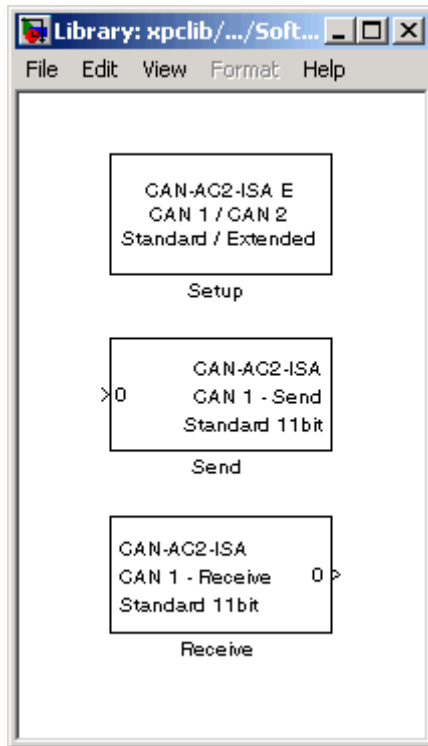 Library: xpclib/.../Soft...
File Edit View Format Help
CAN-AC2-ISA E
CAN 1 / CAN 2
Standard / Extended
Setup
0
CAN-AC2-ISA
CAN 1 - Send
Standard 11bit
Send
CAN-AC2-ISA
CAN 1 - Receive 0
Standard 11bit
Receive